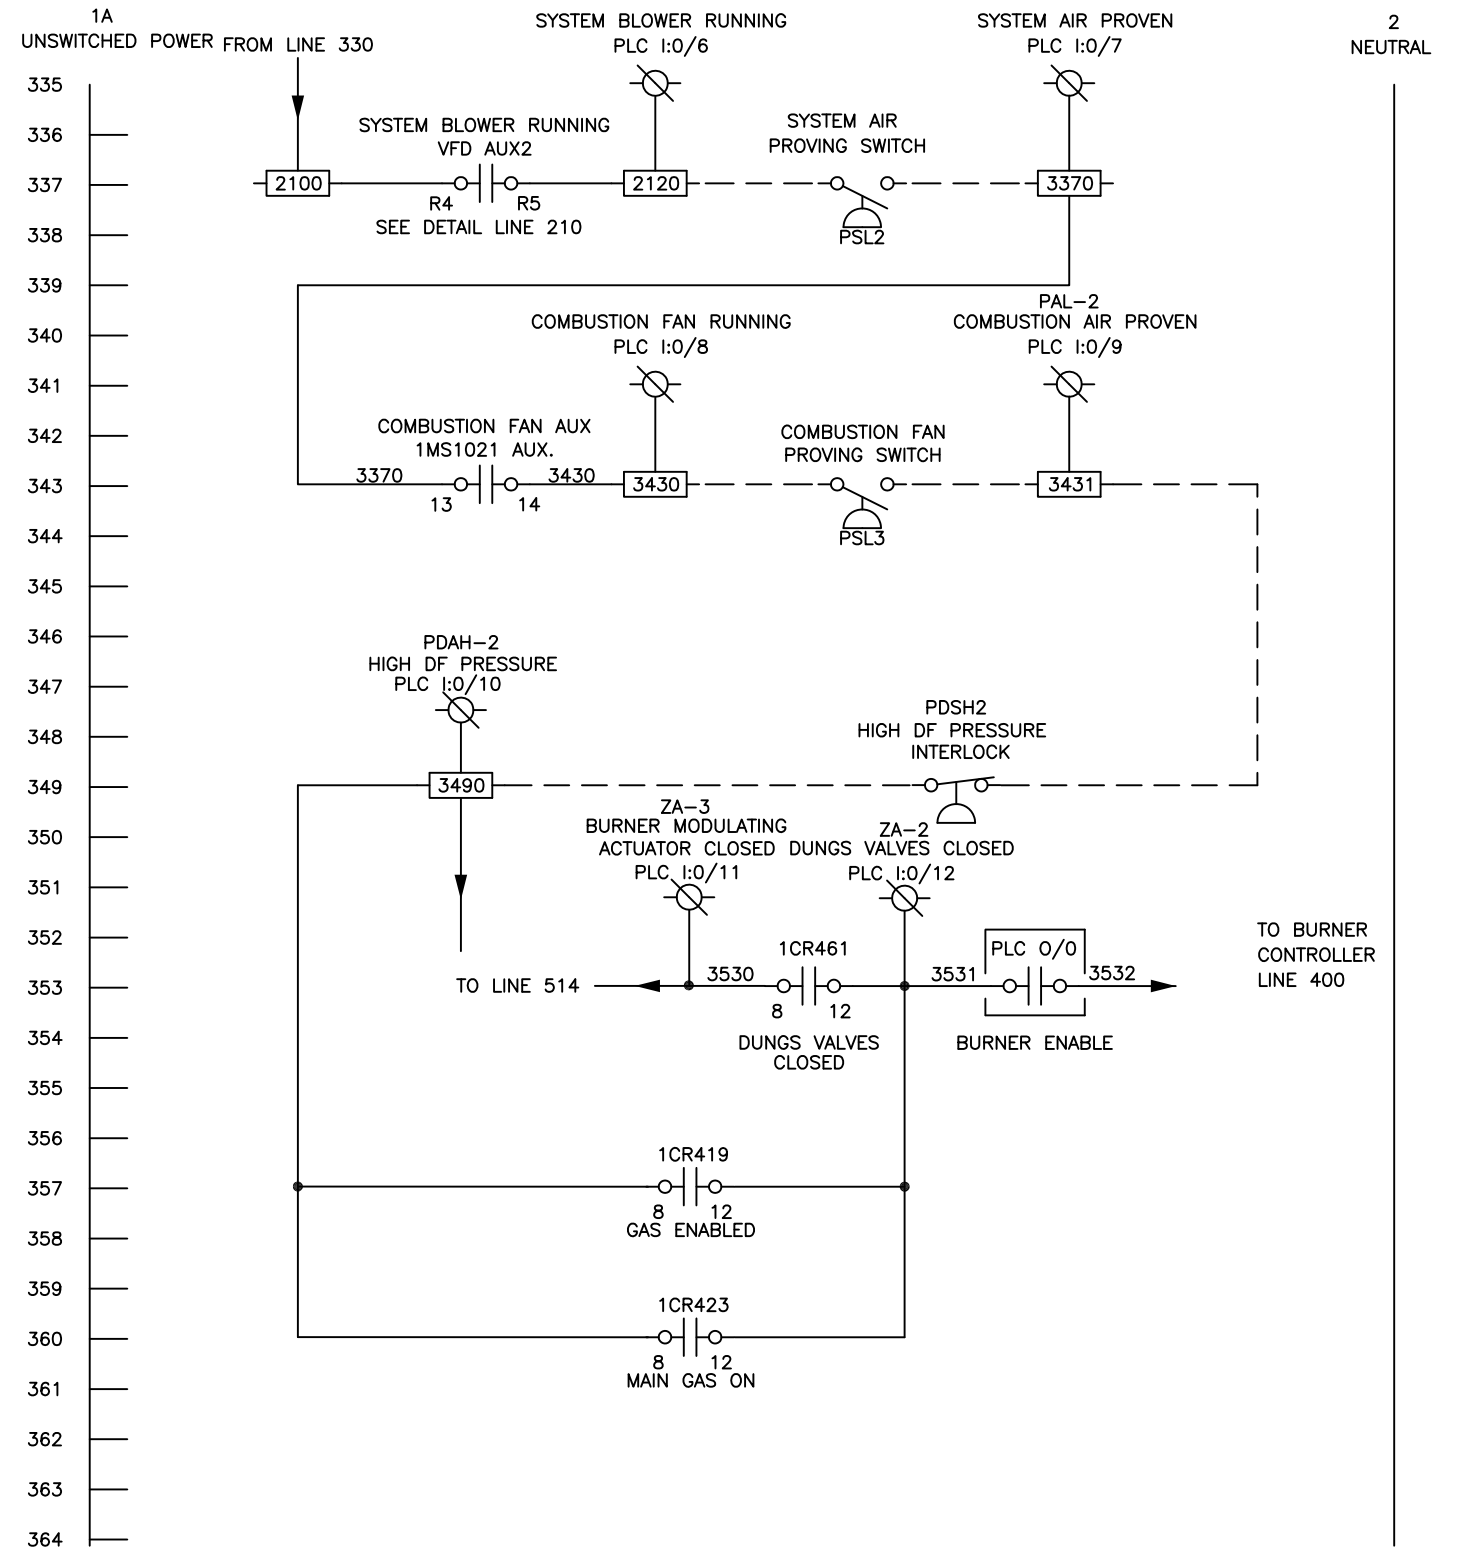 1A
UNSWITCHED POWER
FROM LINE 330
SYSTEM BLOWER RUNNING
PLC I:0/6
SYSTEM AIR PROVEN
PLC I:0/7
2
NEUTRAL
335
336
SYSTEM BLOWER RUNNING
VFD AUX2
SYSTEM AIR
PROVING SWITCH
337
2100
R4
R5
2120
3370
SEE DETAIL LINE 210
PSL2
338
339
340
COMBUSTION FAN RUNNING
PLC I:0/8
PAL-2
COMBUSTION AIR PROVEN
PLC I:0/9
341
342
COMBUSTION FAN AUX
1MS1021 AUX.
COMBUSTION FAN
PROVING SWITCH
343
3370
13
14
3430
3430
3431
PSL3
344
345
346
PDAH-2
HIGH DF PRESSURE
PLC I:0/10
347
348
PDSH2
HIGH DF PRESSURE
INTERLOCK
349
3490
350
ZA-3
BURNER MODULATING
ACTUATOR CLOSED
PLC I:0/11
ZA-2
DUNGS VALVES CLOSED
PLC I:0/12
351
352
1CR461
PLC O/0
TO BURNER
CONTROLLER
LINE 400
353
TO LINE 514
3530
8
12
3531
3532
354
DUNGS VALVES
CLOSED
BURNER ENABLE
355
356
1CR419
357
8
12
GAS ENABLED
358
359
1CR423
360
8
12
MAIN GAS ON
361
362
363
364